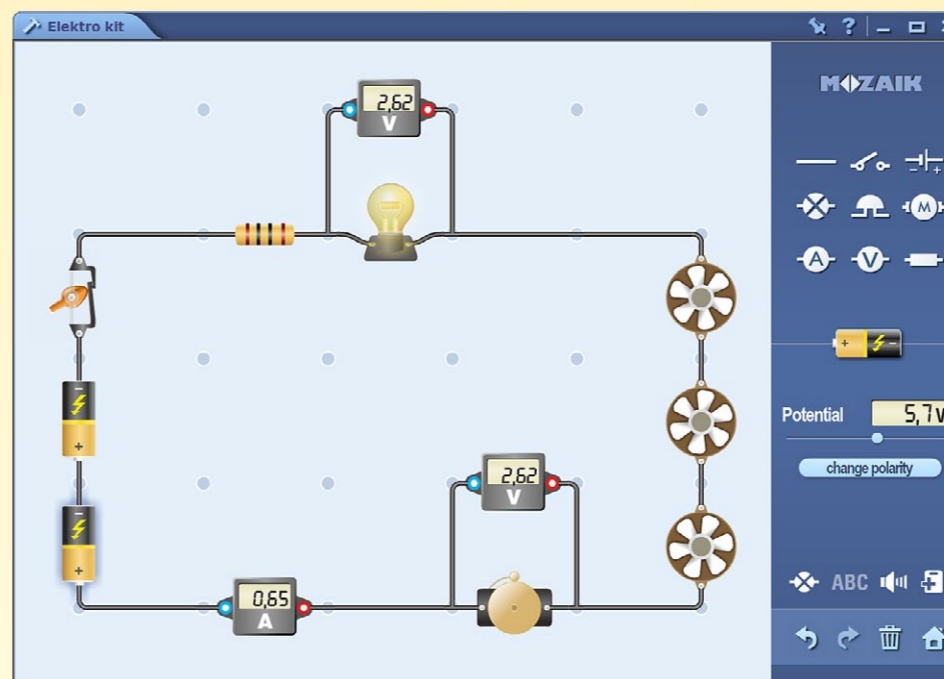 Elektro kit
?
2,62
V
MOZAIK
M
A V
+ -
Potential 5,7V
change polarity
-
+
2,62
V
-
+
0,65
A
ABC